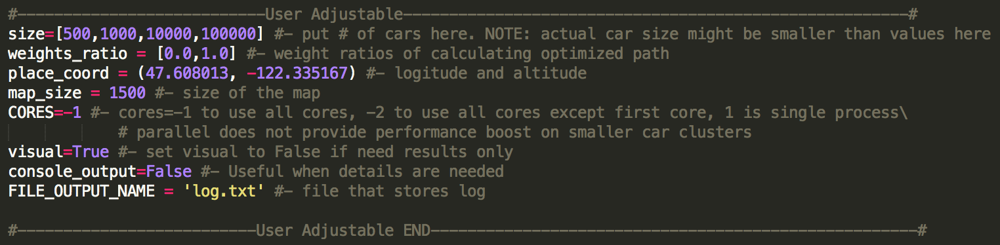 #---------------------------User Adjustable-------------------------------------------------------#
size=[500,1000,10000,100000] #- put # of cars here. NOTE: actual car size might be smaller than values here
weights_ratio = [0.0,1.0] #- weight ratios of calculating optimized path
place_coord = (47.608013, -122.335167) #- logitude and altitude
map_size = 1500 #- size of the map
CORES=-1 #- cores=-1 to use all cores, -2 to use all cores except first core, 1 is single process\
            # parallel does not provide performance boost on smaller car clusters
visual=True #- set visual to False if need results only
console_output=False #- Useful when details are needed
FILE_OUTPUT_NAME = 'log.txt' #- file that stores log
#--------------------------User Adjustable END-----------------------------------------------------#